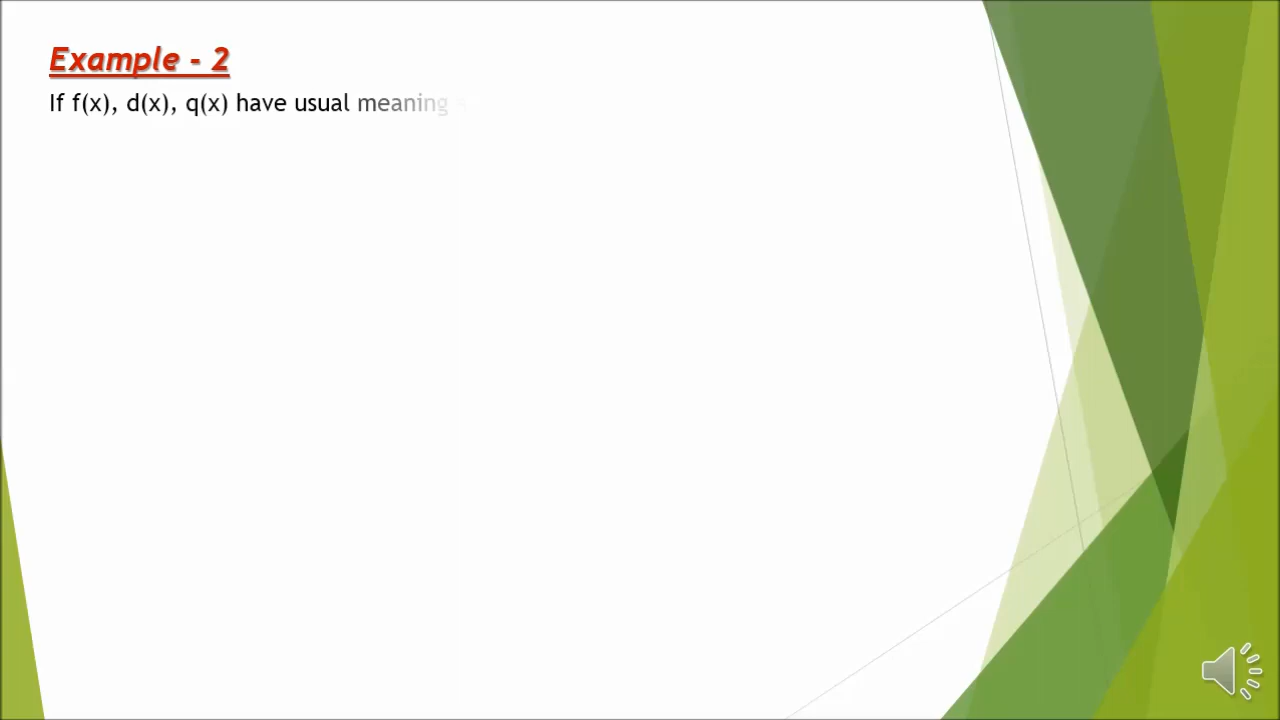 Example - 2
If f(x), d(x), q(x) have usual meaning